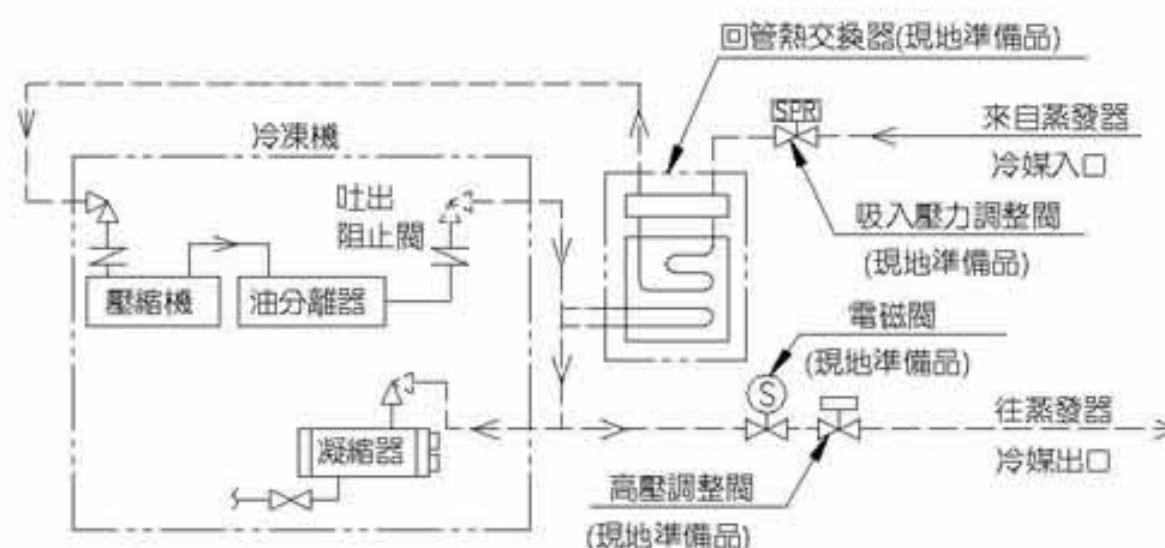 回管熱交換器(現地準備品)
SPR
來自蒸發器
冷媒入口
冷凍機
吐出
阻止閥
吸入壓力調整閥
(現地準備品)
壓縮機
油分離器
電磁閥
(現地準備品)
S
往蒸發器
冷媒出口
凝縮器
高壓調整閥
(現地準備品)